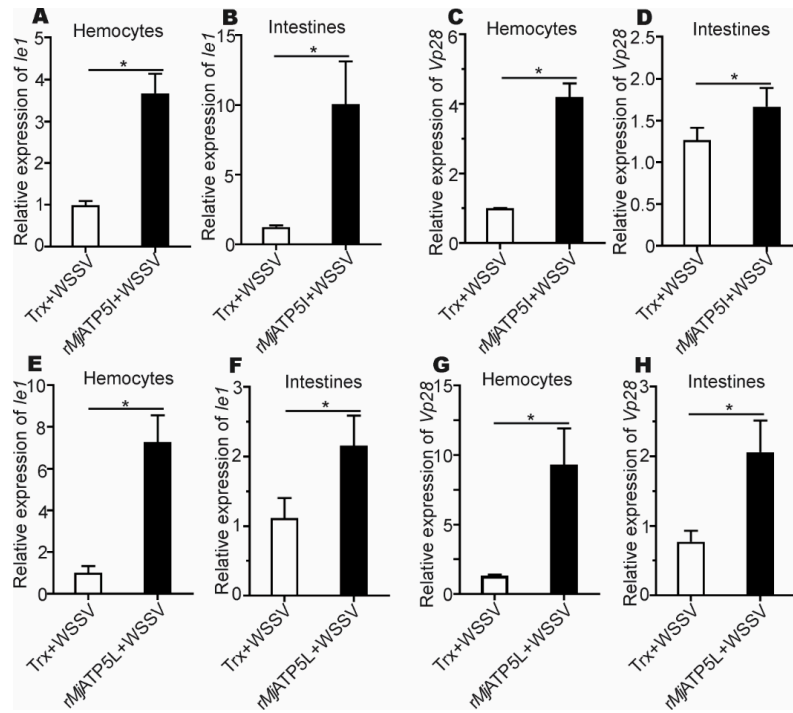 A
Hemocytes
Relative expression of Ie1
5
4
3
2
1
0
*
Trx+WSSV
rMjATP5I+WSSV
B
Intestines
Relative expression of Ie1
15
10
5
0
*
Trx+WSSV
rMjATP5I+WSSV
C
Hemocytes
Relative expression of Vp28
6
4
2
0
*
Trx+WSSV
rMjATP5I+WSSV
D
Intestines
Relative expression of Vp28
2.0
1.5
1.0
0.5
0.0
*
Trx+WSSV
rMjATP5I+WSSV
E
Hemocytes
Relative expression of Ie1
10
8
6
4
2
0
*
Trx+WSSV
rMjATP5L+WSSV
F
Intestines
Relative expression of Ie1
3
2
1
0
*
Trx+WSSV
rMjATP5L+WSSV
G
Hemocytes
Relative expression of Vp28
15
12
9
6
3
0
*
Trx+WSSV
rMjATP5L+WSSV
H
Intestines
Relative expression of Vp28
3
2
1
0
*
Trx+WSSV
rMjATP5L+WSSV